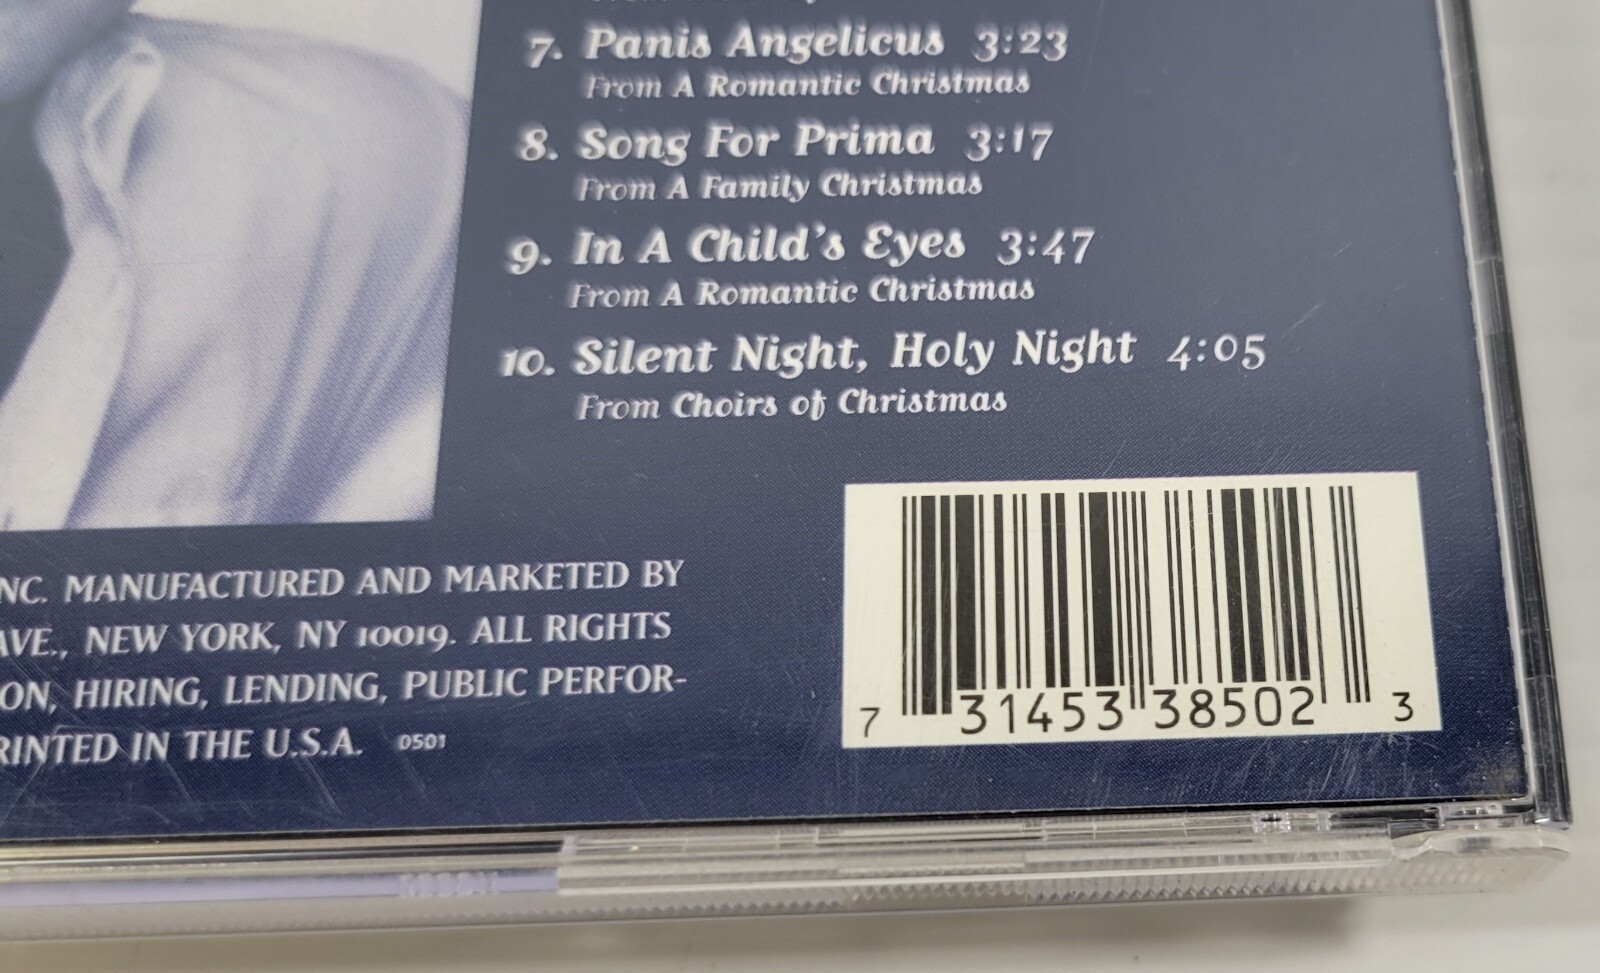 7. Panis Angelicus 3:23
From A Romantic Christmas
8. Song For Prima 3:17
From A Family Christmas
9. In A Child's Eyes 3:47
From A Romantic Christmas
10. Silent Night, Holy Night 4:05
From Choirs of Christmas
NC. MANUFACTURED AND MARKETED BY
AVE., NEW YORK, NY 10019. ALL RIGHTS
ON, HIRING, LENDING, PUBLIC PERFOR-
RINTED IN THE U.S.A. 0501
7 31453 38502 3